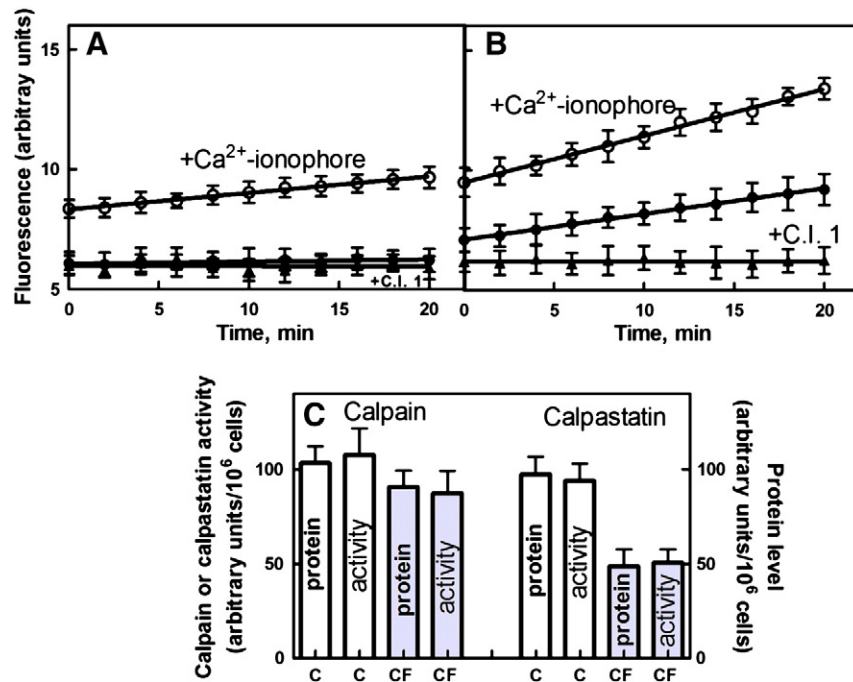 Fluorescence (arbitray units)
15
10
5
A
+Ca²⁺-ionophore
+C.I. 1
0 5 10 15 20
Time, min
B
+Ca²⁺-ionophore
+C.I. 1
0 5 10 15 20
Time, min
Calpain or calpastatin activity
(arbitrary units/10⁶ cells)
100
50
0
C
Calpain
Calpastatin
protein
activity
protein
activity
protein
activity
protein
activity
C C CF CF C C CF CF
100
50
0
Protein level
(arbitrary units/10⁶ cells)